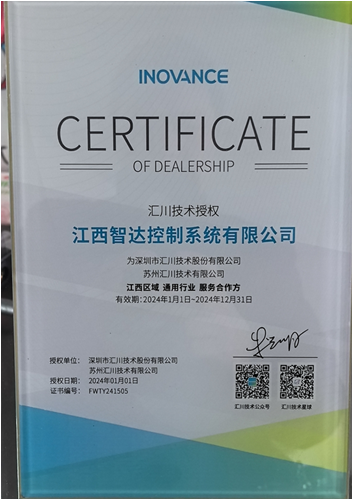 INOVANCE
CERTIFICATE
OF DEALERSHIP
汇川技术授权
江西智达控制系统有限公司
为深圳市汇川技术股份有限公司
苏州汇川技术有限公司
江西区域 通用行业 服务合作方
有效期:2024年1月1日~2024年12月31日
授权单位: 深圳市汇川技术股份有限公司
苏州汇川技术有限公司
授权日期: 2024年01月01日
证书编号: FWTY241505
汇川技术公众号 汇川技术星球